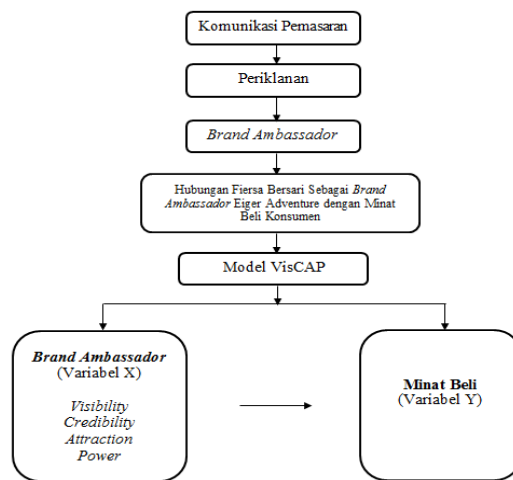 Komunikasi Pemasaran
Periklanan
Brand Ambassador
Hubungan Fiersa Bersari Sebagai Brand
Ambassador Eiger Adventure dengan Minat
Beli Konsumen
Model VisCAP
Brand Ambassador
(Variabel X)
Visibility
Credibility
Attraction
Power
Minat Beli
(Variabel Y)